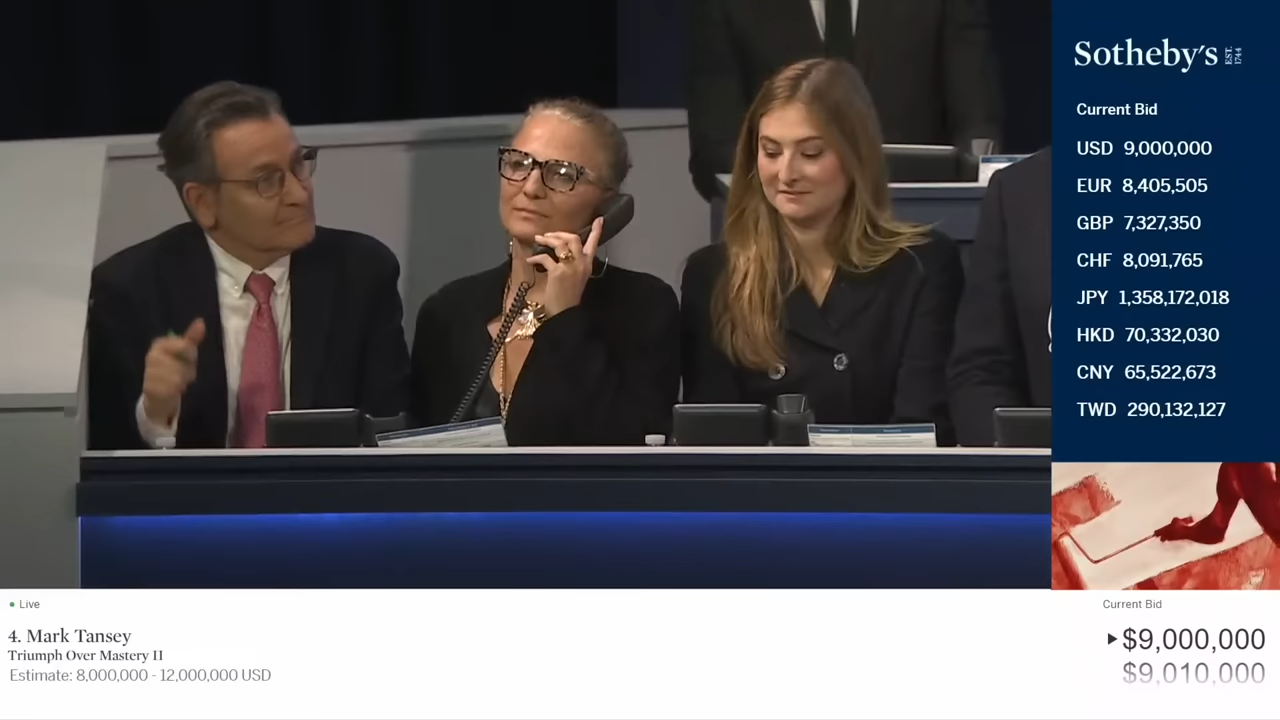 Sotheby's EST. 1744
Current Bid
USD 9,000,000
EUR 8,405,505
GBP 7,327,350
CHF 8,091,765
JPY 1,358,172,018
HKD 70,332,030
CNY 65,522,673
TWD 290,132,127
Live
4. Mark Tansey
Triumph Over Mastery II
Estimate: 8,000,000 - 12,000,000 USD
Current Bid
$9,000,000
$9,010,000